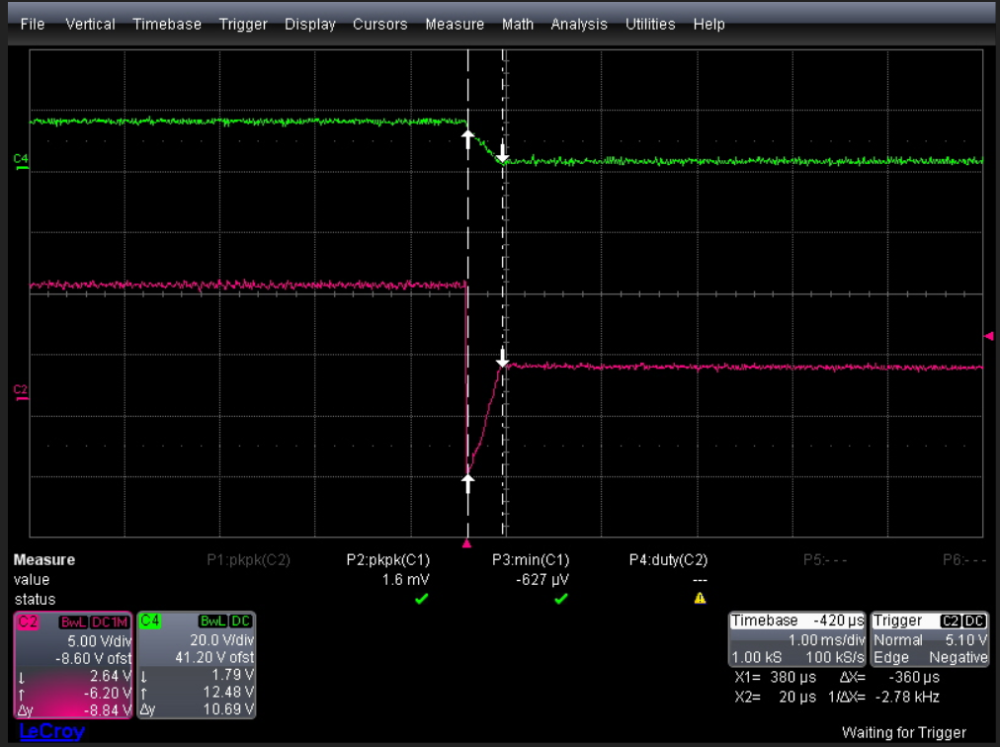 File Vertical Timebase Trigger Display Cursors Measure Math Analysis Utilities Help
C4
C2
Measure P1:pkpk(C2) P2:pkpk(C1) P3:min(C1) P4:duty(C2) P5:--- P6:---
value 1.6 mV -627 µV ---
status
C2 BwL DC1M
5.00 V/div
-8.60 V ofst
↓ 2.64 V
↑ -6.20 V
Δy -8.84 V
C4 BwL DC
20.0 V/div
41.20 V ofst
↓ 1.79 V
↑ 12.48 V
Δy 10.69 V
Timebase -420 µs
1.00 ms/div
1.00 kS 100 kS/s
Trigger C2 DC
Normal 5.10 V
Edge Negative
X1= 380 µs ΔX= -360 µs
X2= 20 µs 1/ΔX= -2.78 kHz
LeCroy
Waiting for Trigger